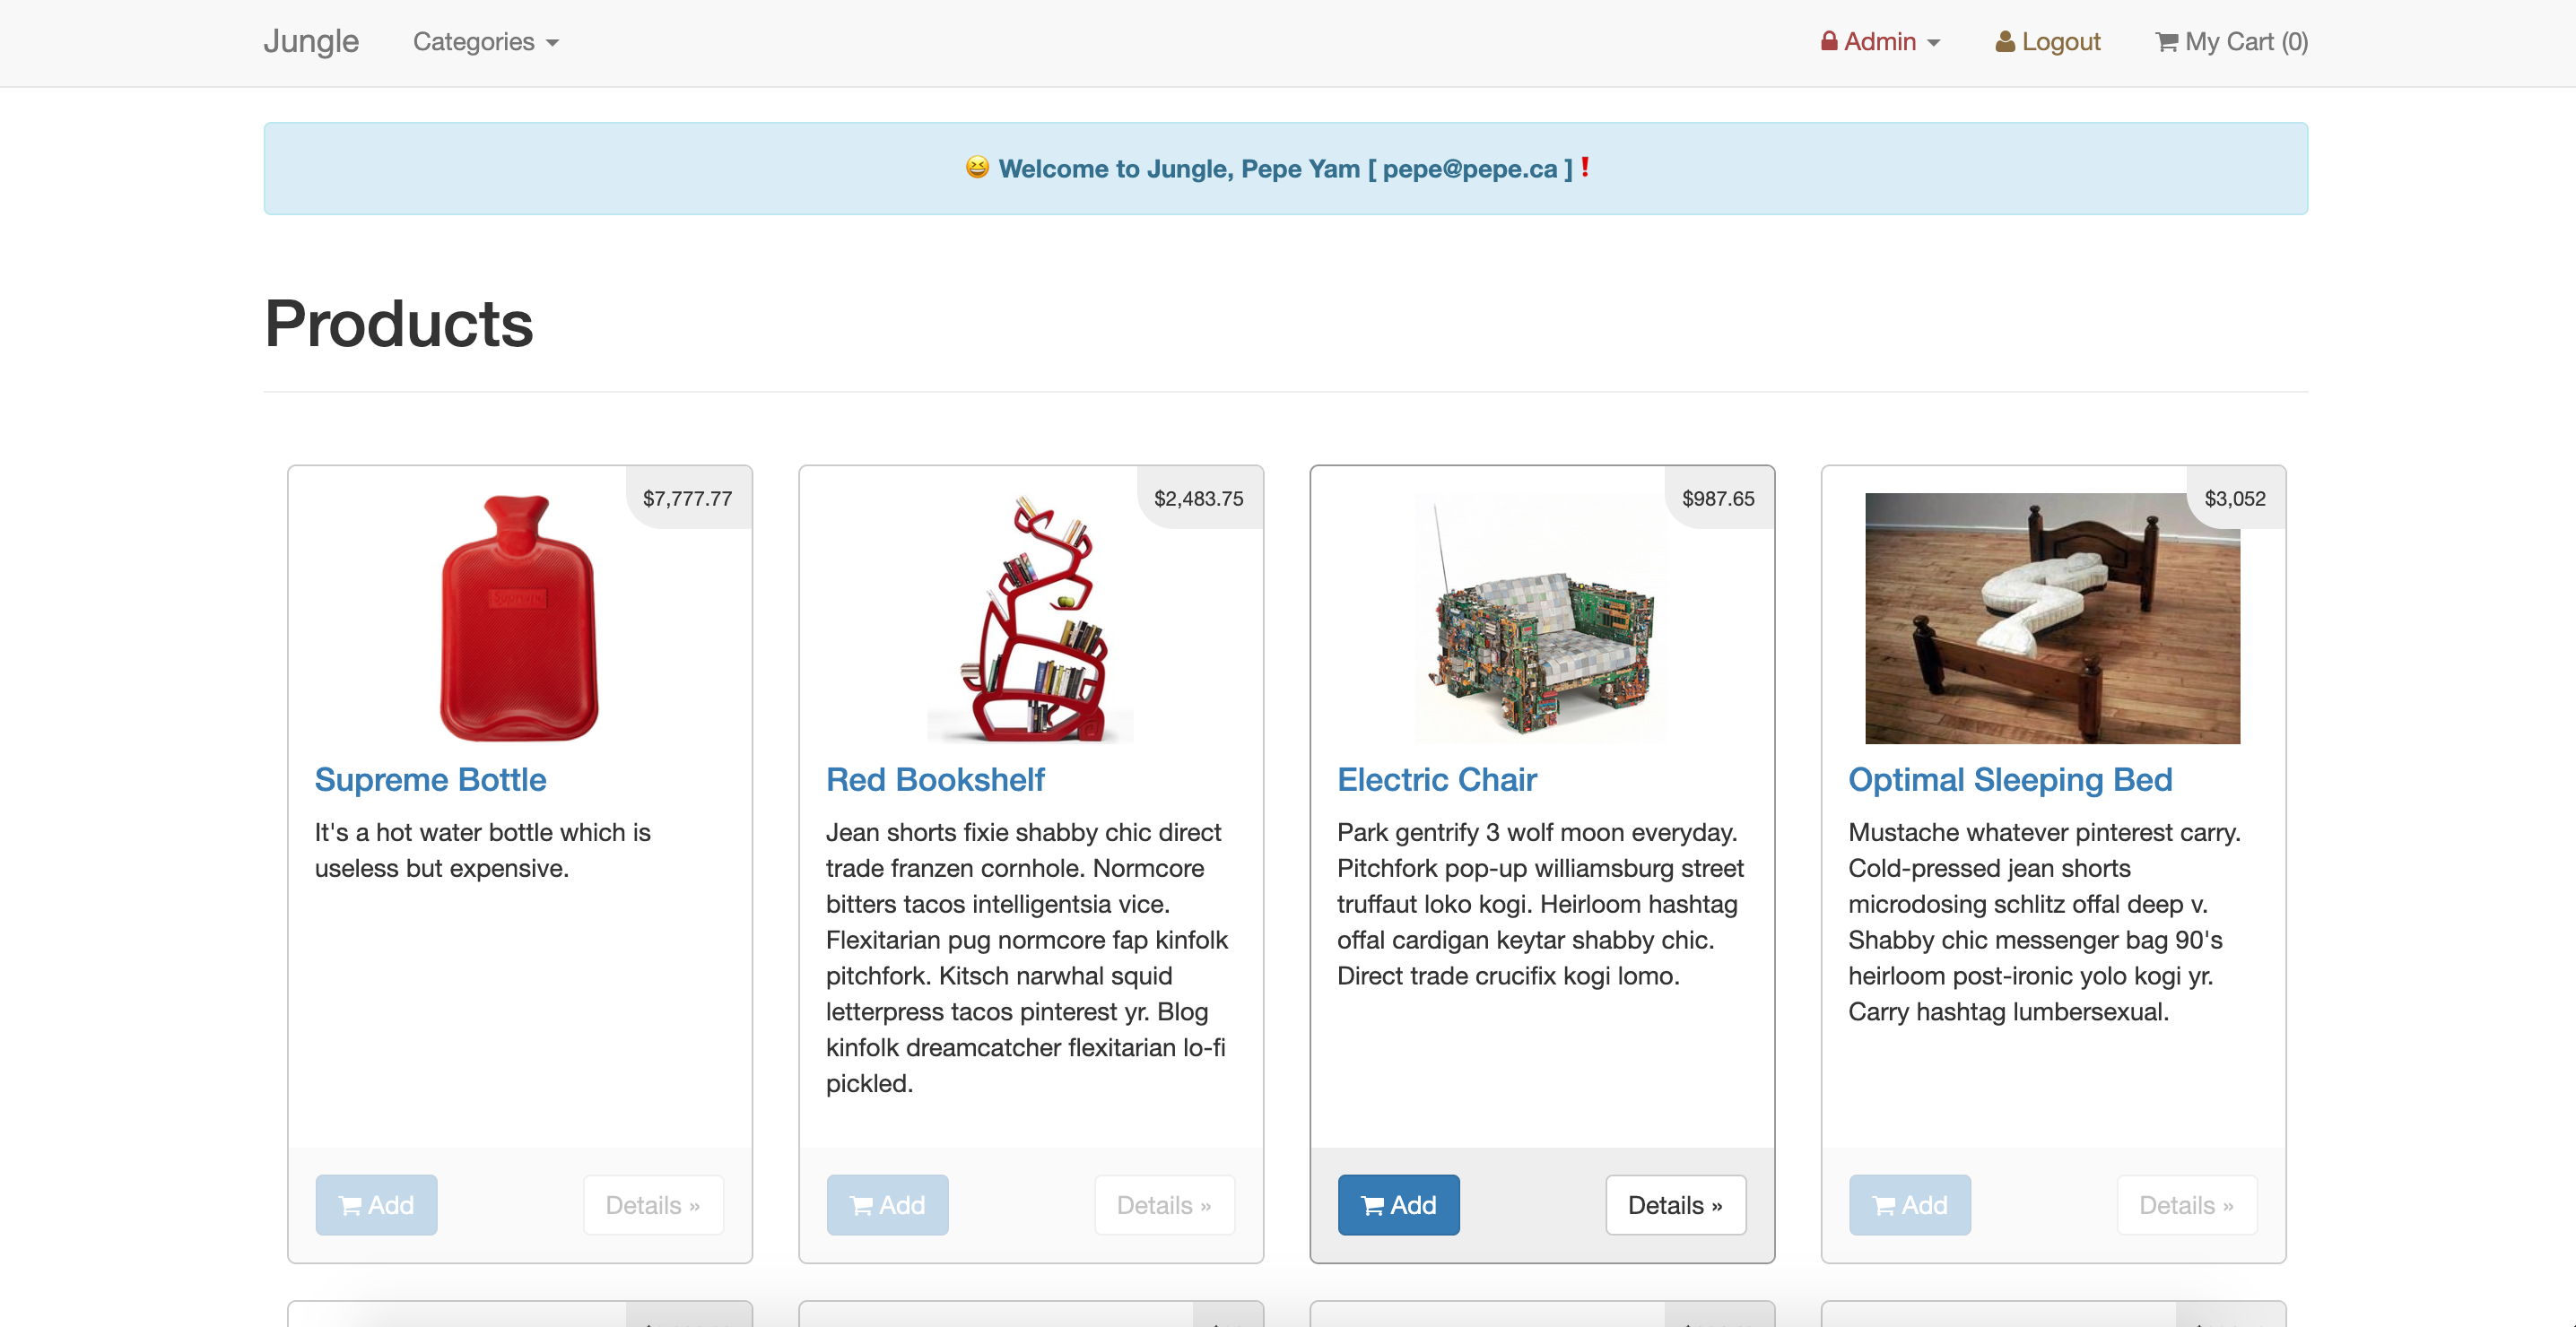 Jungle Categories Admin Logout My Cart (0)
😆 Welcome to Jungle, Pepe Yam [ pepe@pepe.ca ]❗
Products
$7,777.77
Supreme
Supreme Bottle
It's a hot water bottle which is
useless but expensive.
Add Details »
$2,483.75
Red Bookshelf
Jean shorts fixie shabby chic direct
trade franzen cornhole. Normcore
bitters tacos intelligentsia vice.
Flexitarian pug normcore fap kinfolk
pitchfork. Kitsch narwhal squid
letterpress tacos pinterest yr. Blog
kinfolk dreamcatcher flexitarian lo-fi
pickled.
Add Details »
$987.65
Electric Chair
Park gentrify 3 wolf moon everyday.
Pitchfork pop-up williamsburg street
truffaut loko kogi. Heirloom hashtag
offal cardigan keytar shabby chic.
Direct trade crucifix kogi lomo.
Add Details »
$3,052
Optimal Sleeping Bed
Mustache whatever pinterest carry.
Cold-pressed jean shorts
microdosing schlitz offal deep v.
Shabby chic messenger bag 90's
heirloom post-ironic yolo kogi yr.
Carry hashtag lumbersexual.
Add Details »